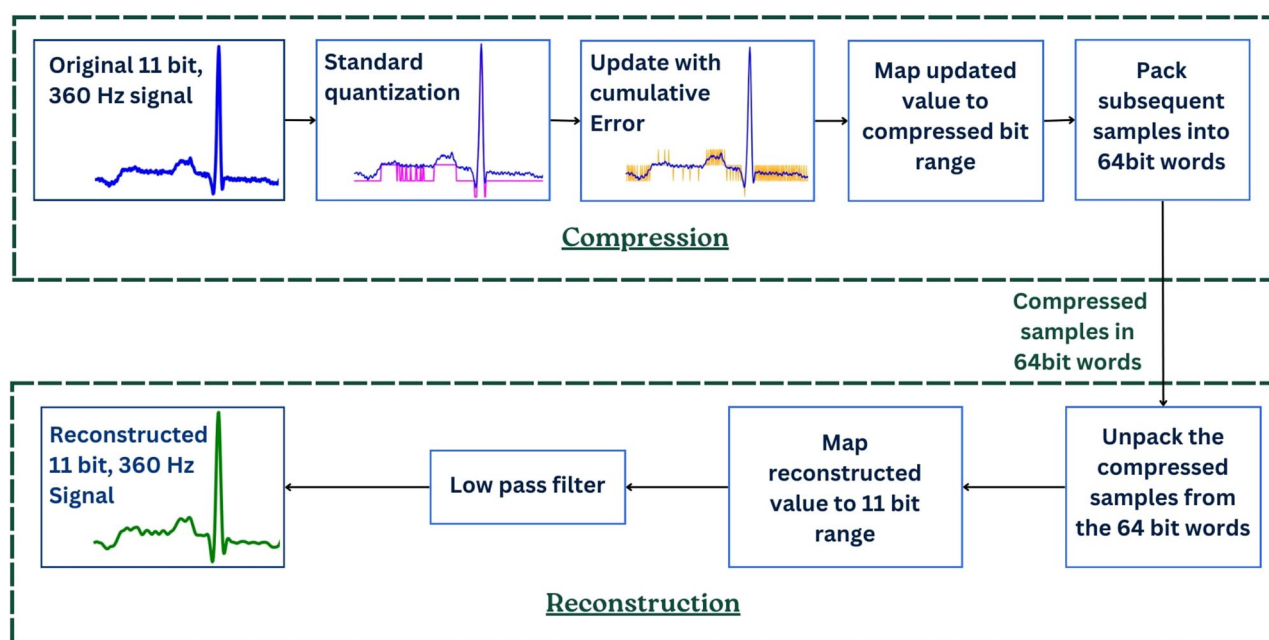 Original 11 bit,
360 Hz signal
Standard
quantization
Update with
cumulative
Error
Map updated
value to
compressed bit
range
Pack
subsequent
samples into
64bit words
Compression
Compressed
samples in
64bit words
Unpack the
compressed
samples from
the 64 bit words
Map
reconstructed
value to 11 bit
range
Low pass filter
Reconstructed
11 bit, 360 Hz
Signal
Reconstruction